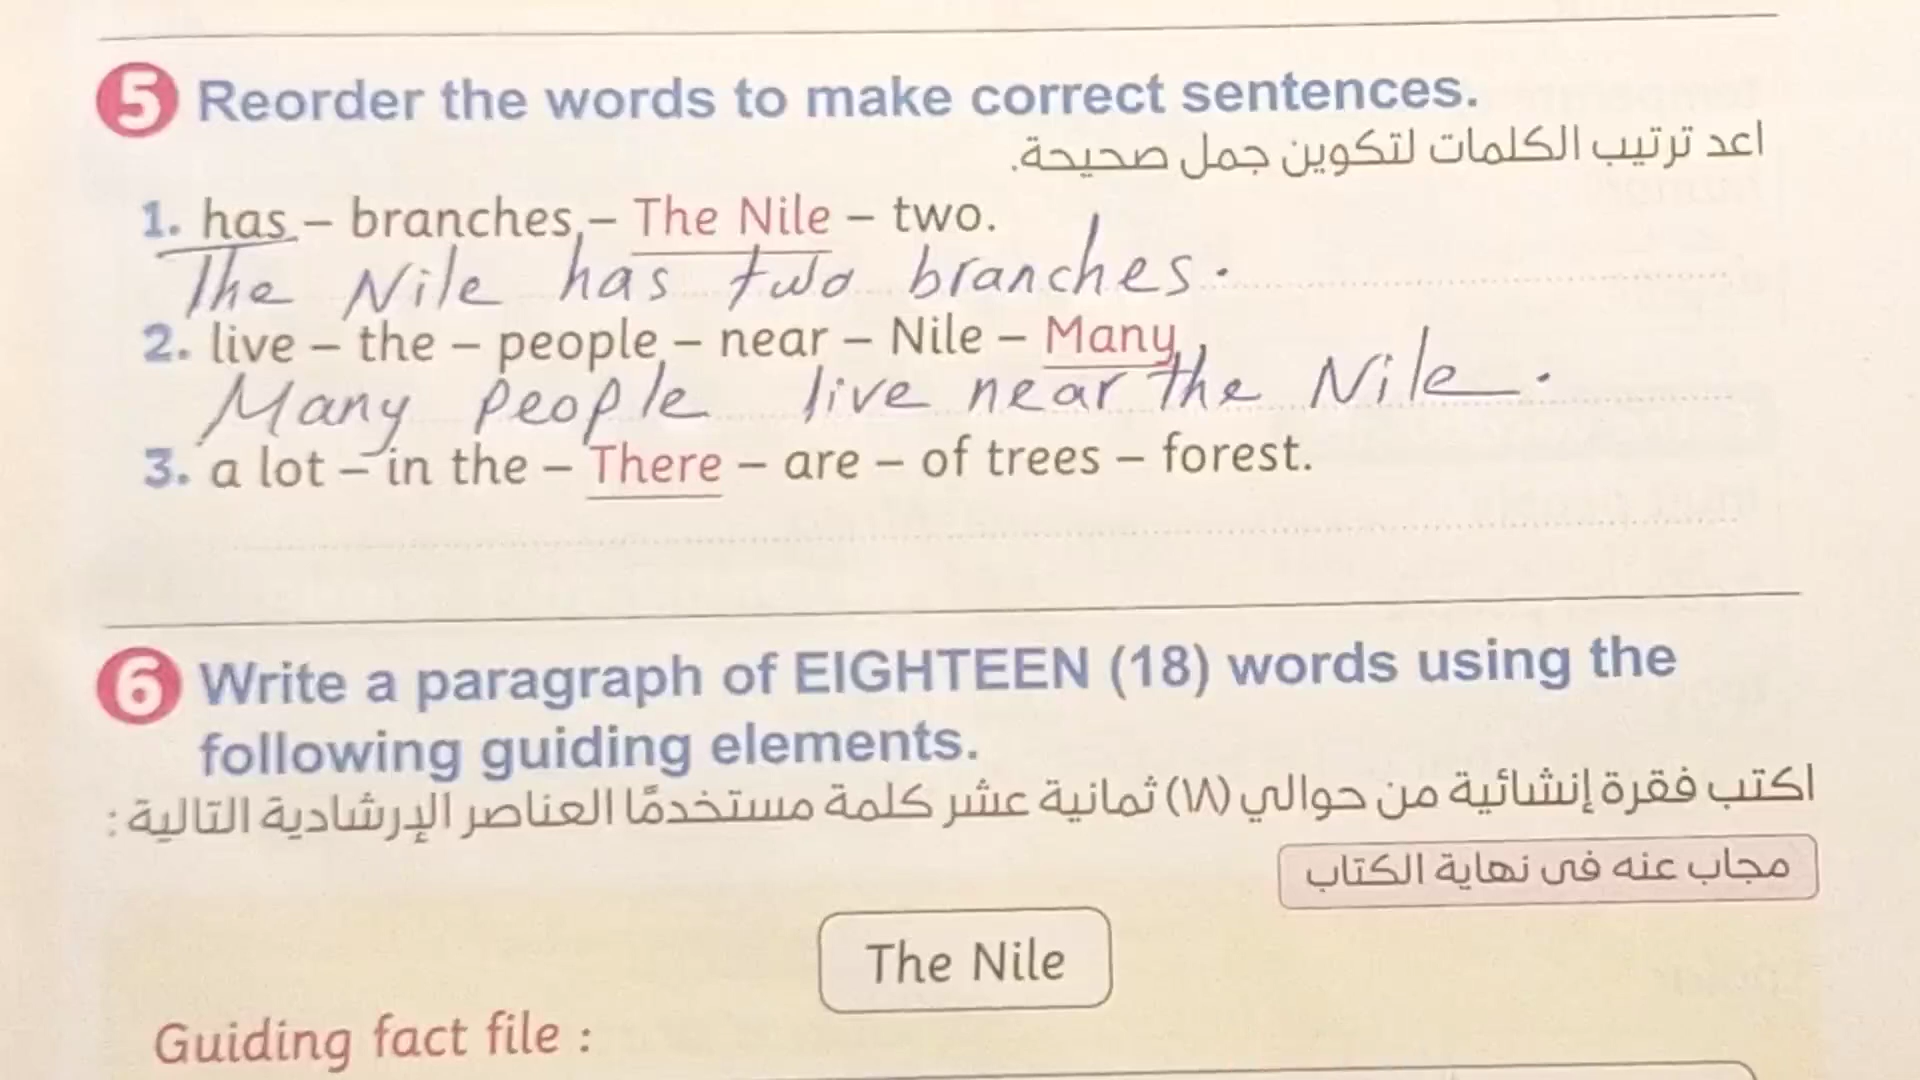 5 Reorder the words to make correct sentences.
اعد ترتيب الكلمات لتكوين جمل صحيحة.
1. has – branches – The Nile – two.
The Nile has two branches.
2. live – the – people – near – Nile – Many.
Many people live near the Nile.
3. a lot – in the – There – are – of trees – forest.
6 Write a paragraph of EIGHTEEN (18) words using the
following guiding elements.
اكتب فقرة إنشائية من حوالي (١٨) ثمانية عشر كلمة مستخدمًا العناصر الإرشادية التالية :
مجاب عنه فى نهاية الكتاب
The Nile
Guiding fact file :